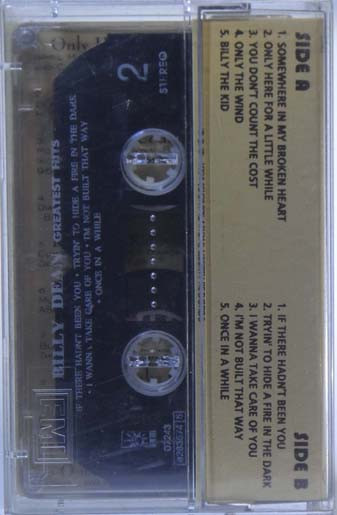 SIDE A
1. SOMEWHERE IN MY BROKEN HEART
2. ONLY HERE FOR A LITTLE WHILE
3. YOU DON'T COUNT THE COST
4. ONLY THE WIND
5. BILLY THE KID
SIDE B
1. IF THERE HADN'T BEEN YOU
2. TRYIN' TO HIDE A FIRE IN THE DARK
3. I WANNA TAKE CARE OF YOU
4. I'M NOT BUILT THAT WAY
5. ONCE IN A WHILE
Only
2
STEREO
BILLY DEAN GREATEST HITS
IF THERE HADN'T BEEN YOU • TRYIN' TO HIDE A FIRE IN THE DARK
• I WANNA TAKE CARE OF YOU • I'M NOT BUILT THAT WAY
• ONCE IN A WHILE
EMI